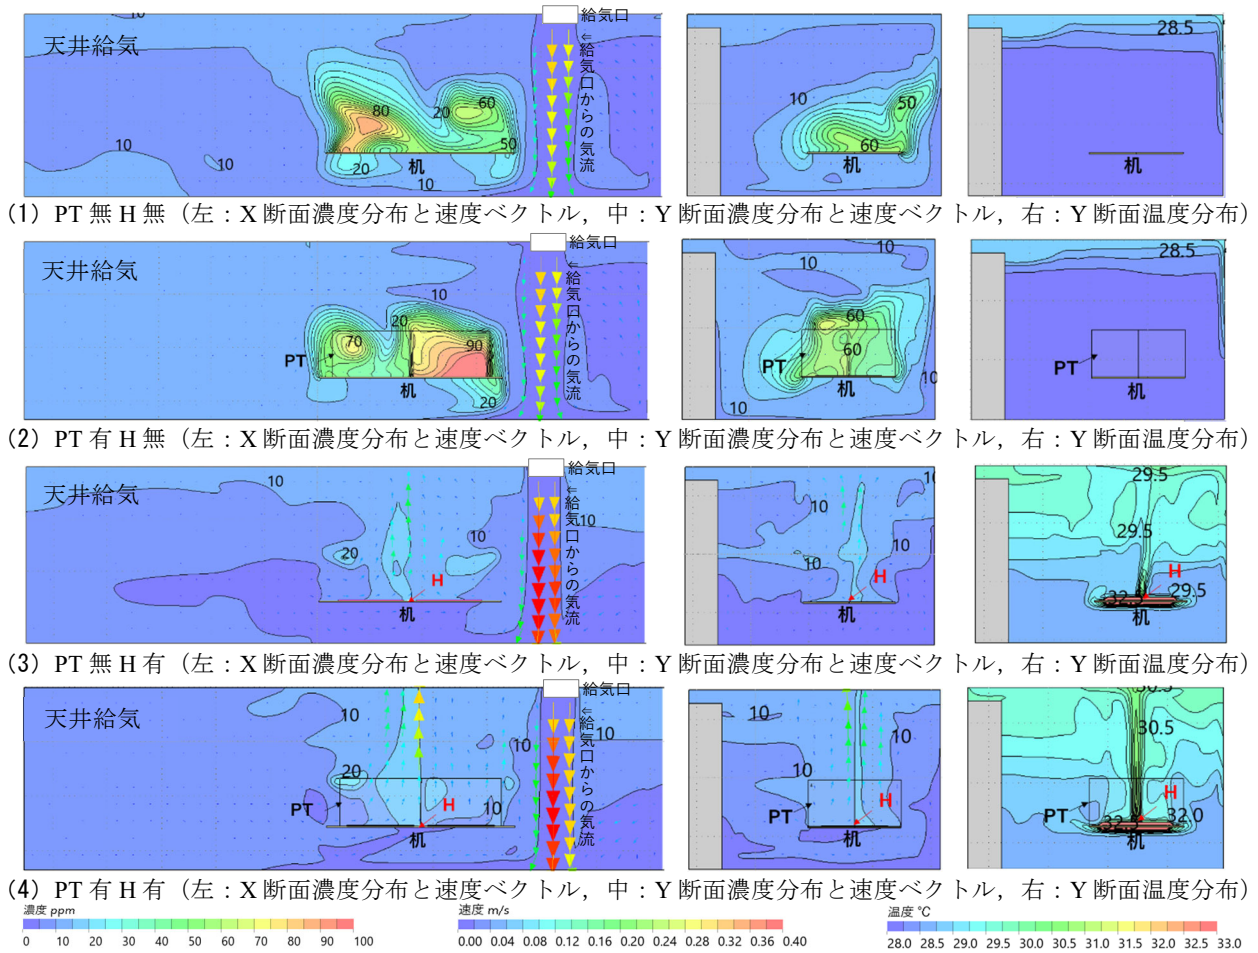 天井給気
給気口
⇐給気口からの気流
80
20
60
50
10
10
20
机
10
10
50
60
机
28.5
机
(1) PT 無 H 無（左：X 断面濃度分布と速度ベクトル，中：Y 断面濃度分布と速度ベクトル，右：Y 断面温度分布）
天井給気
給気口
⇐給気口からの気流
10
20
70
90
PT
机
20
10
10
60
60
PT
机
10
10
28.5
PT
机
(2) PT 有 H 無（左：X 断面濃度分布と速度ベクトル，中：Y 断面濃度分布と速度ベクトル，右：Y 断面温度分布）
天井給気
給気口
⇐給気口からの気流
10
10
20
10
H
机
10
10
10
H
机
29.5
29.5
H
29.5
机
(3) PT 無 H 有（左：X 断面濃度分布と速度ベクトル，中：Y 断面濃度分布と速度ベクトル，右：Y 断面温度分布）
天井給気
給気口
⇐給気口からの気流
10
10
10
20
PT
H
10
机
10
10
10
PT
H
机
30.5
30.5
H
PT
32.0
机
(4) PT 有 H 有（左：X 断面濃度分布と速度ベクトル，中：Y 断面濃度分布と速度ベクトル，右：Y 断面温度分布）
濃度 ppm
0 10 20 30 40 50 60 70 80 90 100
速度 m/s
0.00 0.04 0.08 0.12 0.16 0.20 0.24 0.28 0.32 0.36 0.40
温度 ℃
28.0 28.5 29.0 29.5 30.0 30.5 31.0 31.5 32.0 32.5 33.0